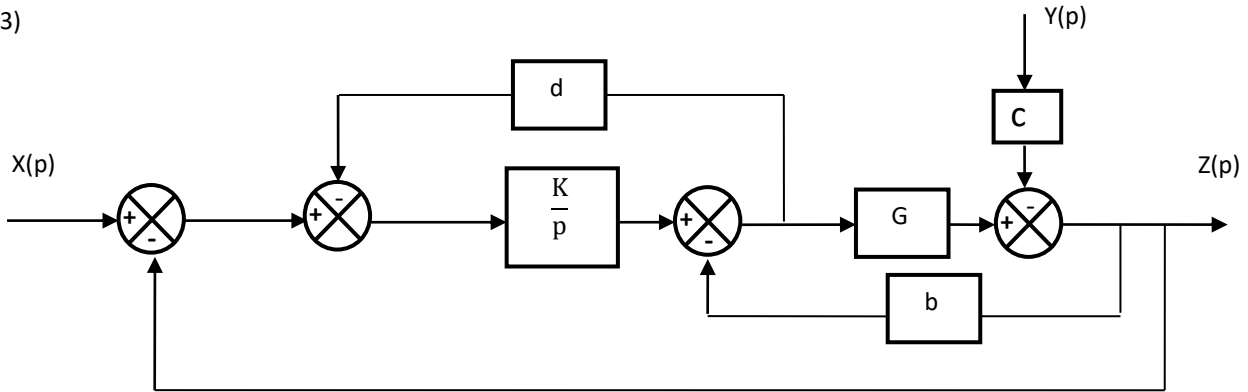 3)
Y(p)
d
C
X(p)
Z(p)
K
p
G
b
+
-
+
-
+
-
+
-